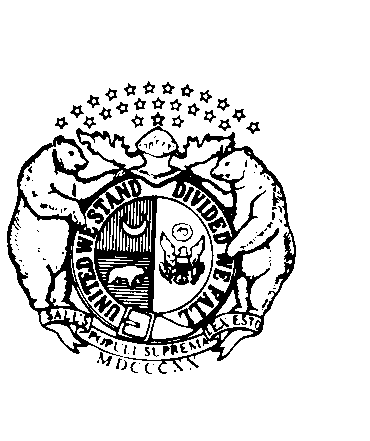 UNITED WE STAND DIVIDED WE FALL
SALUS POPULI SUPREMA LEX ESTO
MDCCCXX